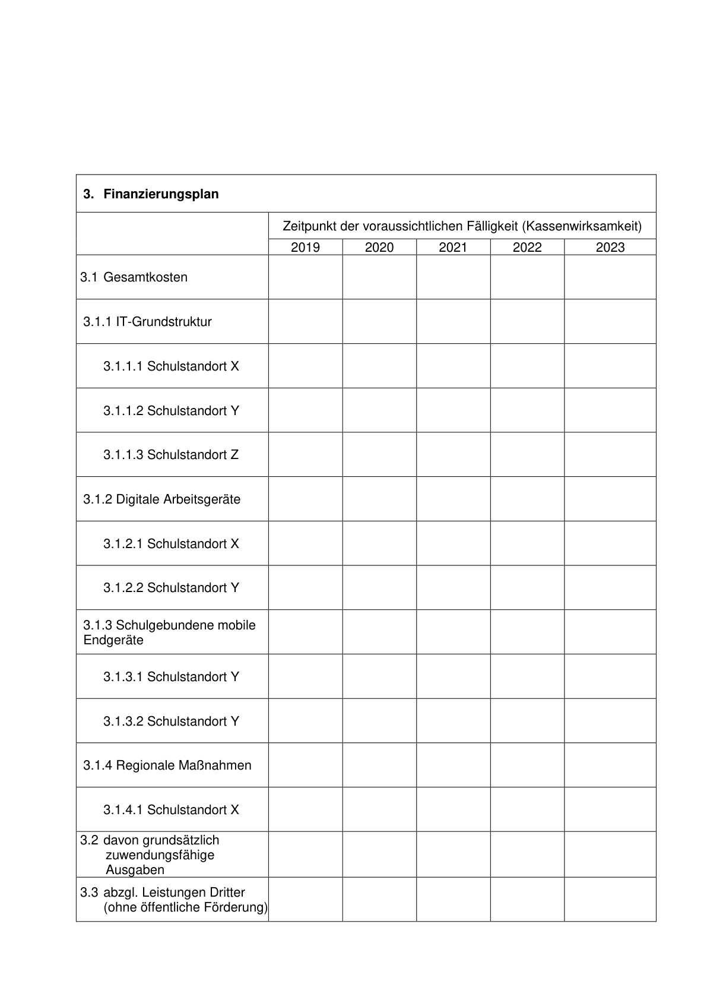 3. Finanzierungsplan
Zeitpunkt der voraussichtlichen Fälligkeit (Kassenwirksamkeit)
2019 2020 2021 2022 2023
3.1 Gesamtkosten
3.1.1 IT-Grundstruktur
3.1.1.1 Schulstandort X
3.1.1.2 Schulstandort Y
3.1.1.3 Schulstandort Z
3.1.2 Digitale Arbeitsgeräte
3.1.2.1 Schulstandort X
3.1.2.2 Schulstandort Y
3.1.3 Schulgebundene mobile
Endgeräte
3.1.3.1 Schulstandort Y
3.1.3.2 Schulstandort Y
3.1.4 Regionale Maßnahmen
3.1.4.1 Schulstandort X
3.2 davon grundsätzlich
zuwendungsfähige
Ausgaben
3.3 abzgl. Leistungen Dritter
(ohne öffentliche Förderung)